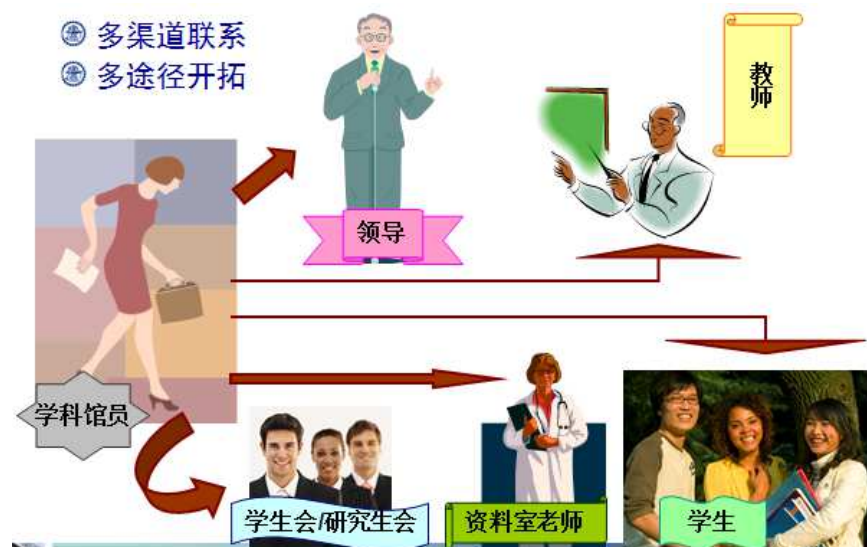 多渠道联系
多途径开拓
教师
领导
学科馆员
学生会/研究生会
资料室老师
学生